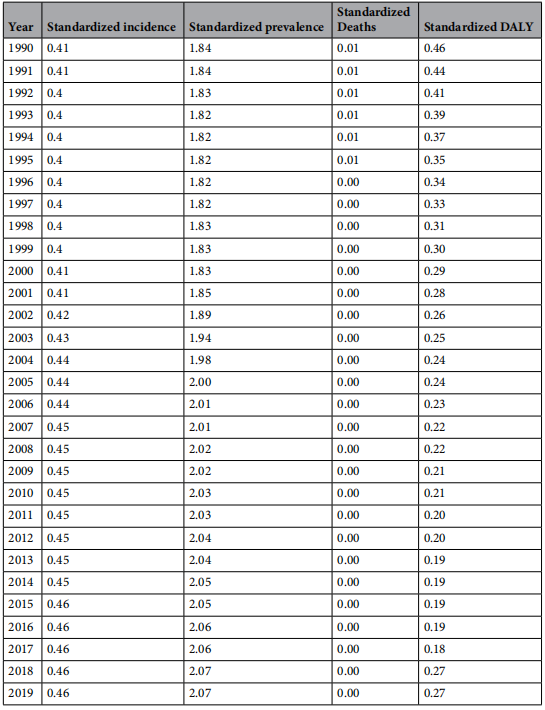 Year Standardized incidence Standardized prevalence Standardized Deaths Standardized DALY
1990 0.41 1.84 0.01 0.46
1991 0.41 1.84 0.01 0.44
1992 0.4 1.83 0.01 0.41
1993 0.4 1.82 0.01 0.39
1994 0.4 1.82 0.01 0.37
1995 0.4 1.82 0.01 0.35
1996 0.4 1.82 0.00 0.34
1997 0.4 1.82 0.00 0.33
1998 0.4 1.83 0.00 0.31
1999 0.4 1.83 0.00 0.30
2000 0.41 1.83 0.00 0.29
2001 0.41 1.85 0.00 0.28
2002 0.42 1.89 0.00 0.26
2003 0.43 1.94 0.00 0.25
2004 0.44 1.98 0.00 0.24
2005 0.44 2.00 0.00 0.24
2006 0.44 2.01 0.00 0.23
2007 0.45 2.01 0.00 0.22
2008 0.45 2.02 0.00 0.22
2009 0.45 2.02 0.00 0.21
2010 0.45 2.03 0.00 0.21
2011 0.45 2.03 0.00 0.20
2012 0.45 2.04 0.00 0.20
2013 0.45 2.04 0.00 0.19
2014 0.45 2.05 0.00 0.19
2015 0.46 2.05 0.00 0.19
2016 0.46 2.06 0.00 0.19
2017 0.46 2.06 0.00 0.18
2018 0.46 2.07 0.00 0.27
2019 0.46 2.07 0.00 0.27